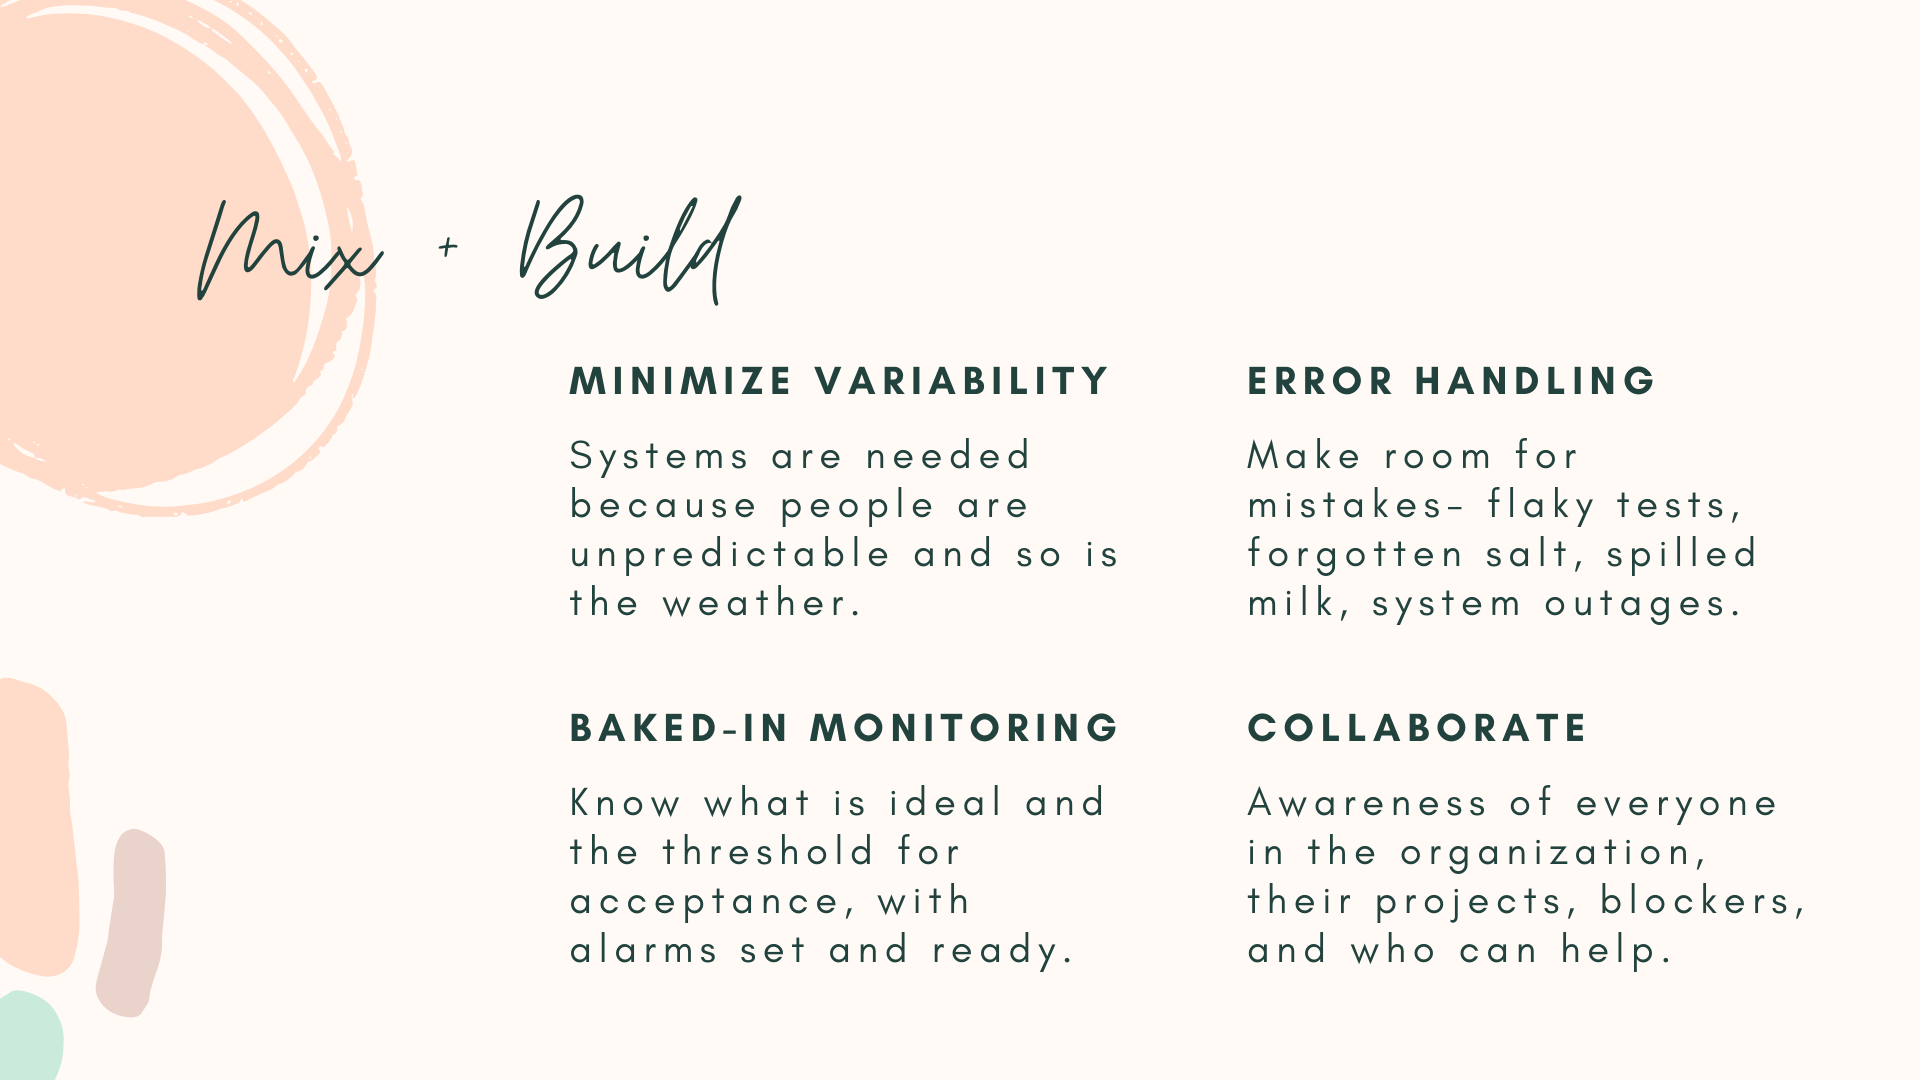 Mix + Build
MINIMIZE VARIABILITY
Systems are needed
because people are
unpredictable and so is
the weather.
ERROR HANDLING
Make room for
mistakes- flaky tests,
forgotten salt, spilled
milk, system outages.
BAKED-IN MONITORING
Know what is ideal and
the threshold for
acceptance, with
alarms set and ready.
COLLABORATE
Awareness of everyone
in the organization,
their projects, blockers,
and who can help.